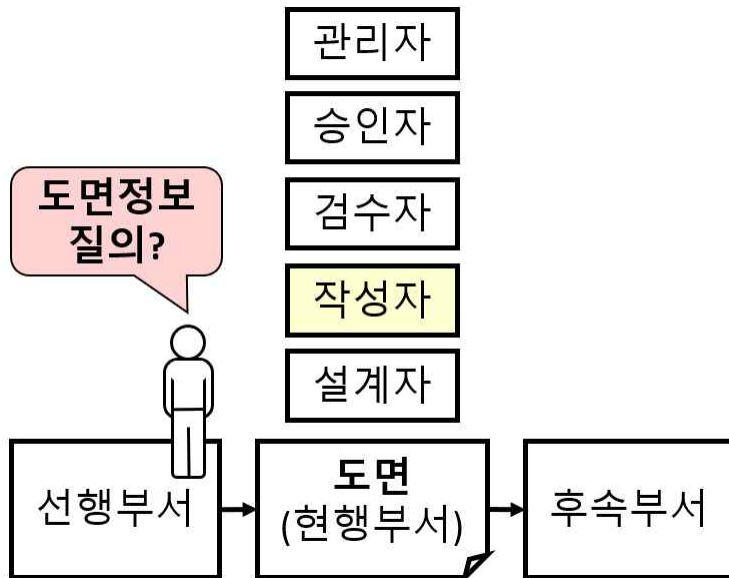 관리자
승인자
검수자
도면정보
질의?
작성자
설계자
선행부서
도면
(현행부서)
후속부서